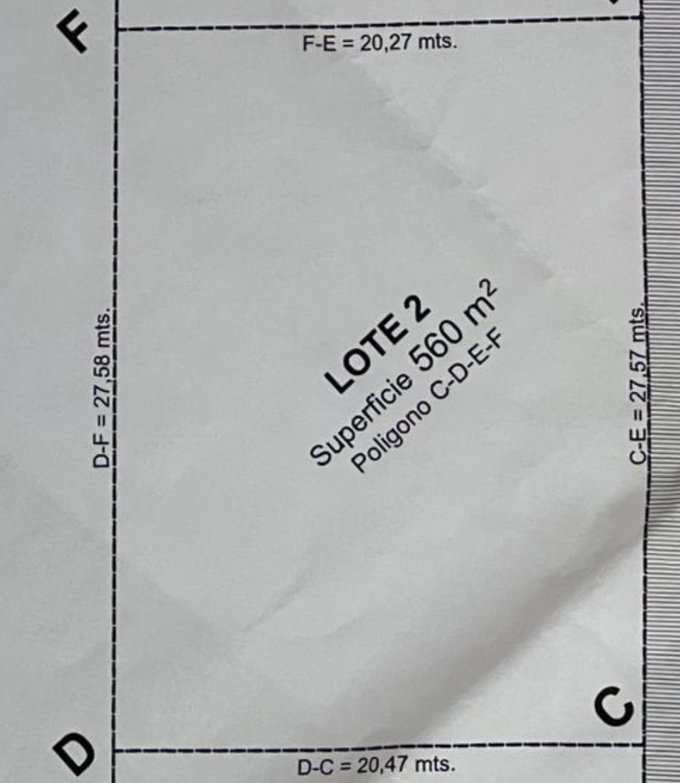 F
F-E = 20,27 mts.
D-F = 27,58 mts.
LOTE 2
Superficie 560 m²
Poligono C-D-E-F
C-E = 27,57 mts.
C
D
D-C = 20,47 mts.